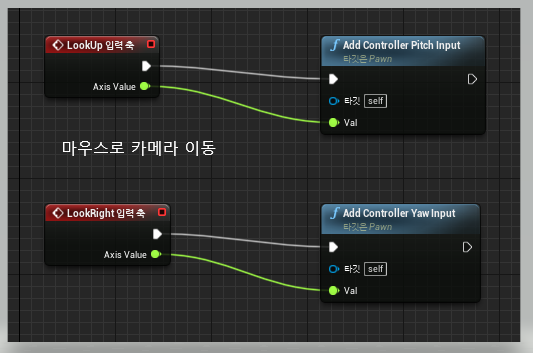 LookUp 입력 축
Axis Value
Add Controller Pitch Input
타깃은 Pawn
타깃 self
Val
마우스로 카메라 이동
LookRight 입력 축
Axis Value
Add Controller Yaw Input
타깃은 Pawn
타깃 self
Val